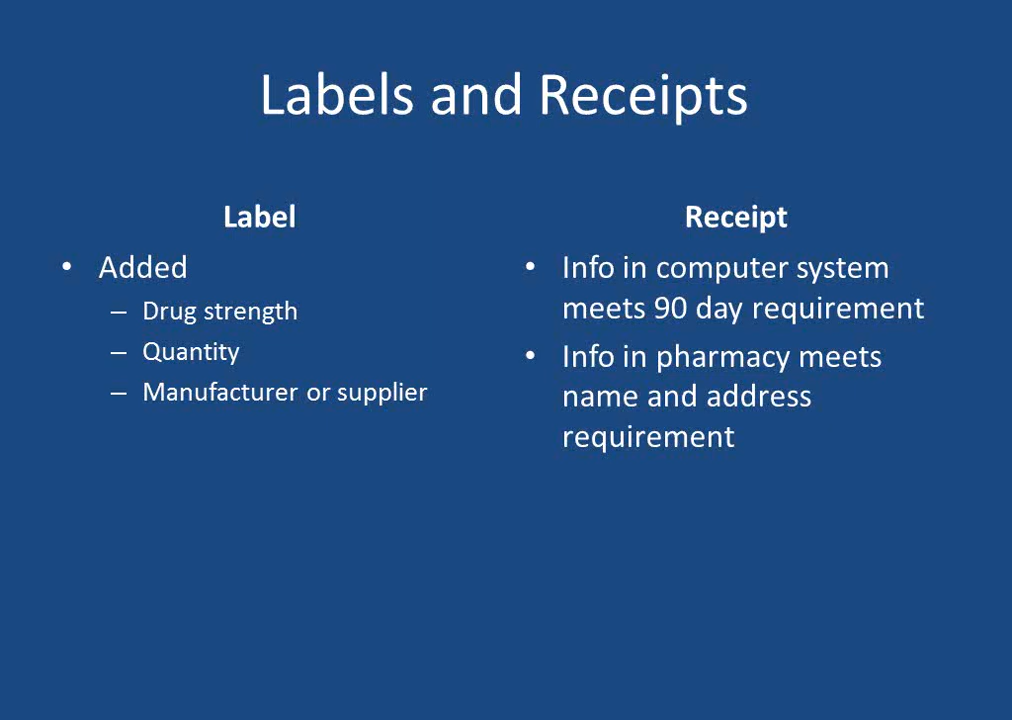 Labels and Receipts
Label
• Added
– Drug strength
– Quantity
– Manufacturer or supplier
Receipt
• Info in computer system
meets 90 day requirement
• Info in pharmacy meets
name and address
requirement